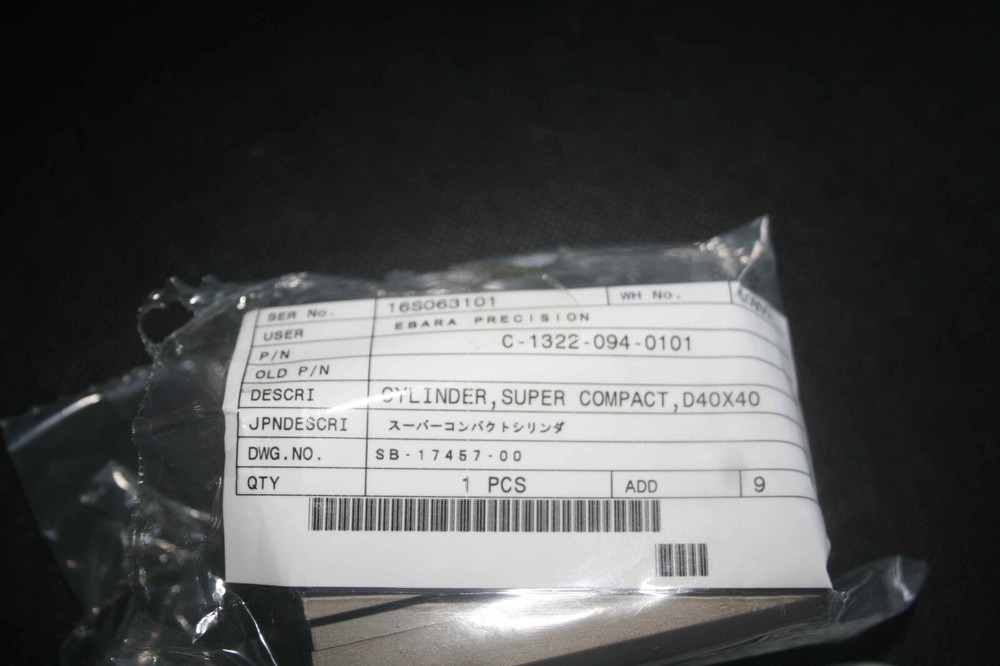 SER No. 16S063101 WH No.
USER EBARA PRECISION
P/N C-1322-094-0101
OLD P/N
DESCRI CYLINDER,SUPER COMPACT,D40X40
JPNDESCRI スーパーコンパクトシリンダ
DWG.NO. SB-17457-00
QTY 1 PCS ADD 9